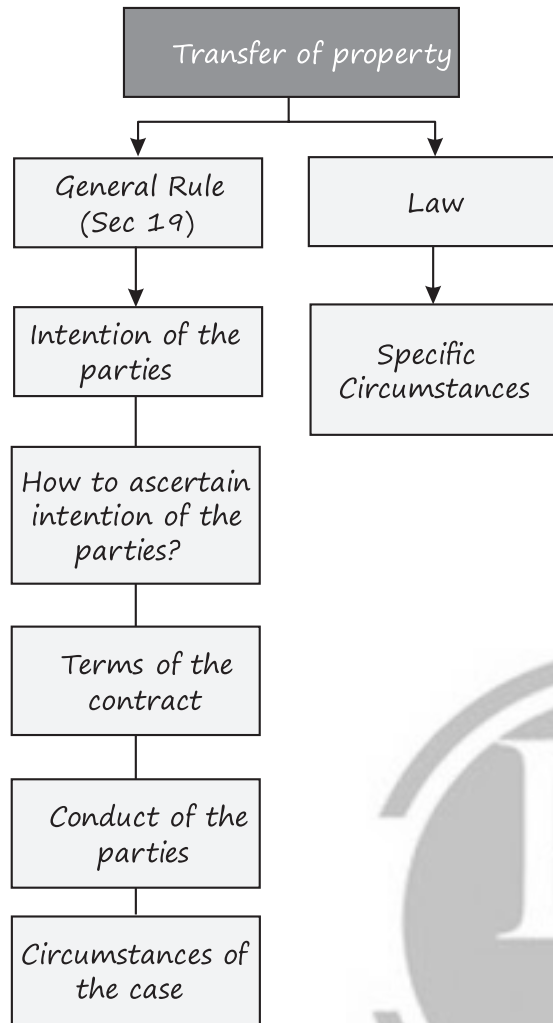 Transfer of property
General Rule
(Sec 19)
Law
Intention of the
parties
Specific
Circumstances
How to ascertain
intention of the
parties?
Terms of the
contract
Conduct of the
parties
Circumstances of
the case